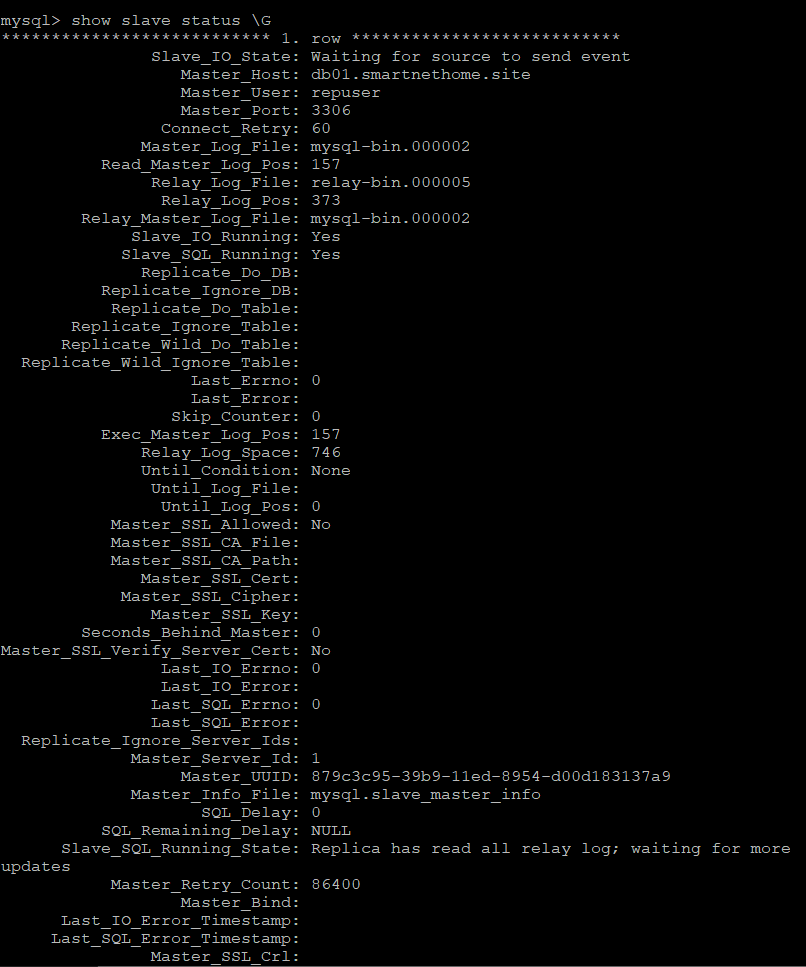 mysql> show slave status \G
*************************** 1. row ***************************
Slave_IO_State: Waiting for source to send event
Master_Host: db01.smartnethome.site
Master_User: repuser
Master_Port: 3306
Connect_Retry: 60
Master_Log_File: mysql-bin.000002
Read_Master_Log_Pos: 157
Relay_Log_File: relay-bin.000005
Relay_Log_Pos: 373
Relay_Master_Log_File: mysql-bin.000002
Slave_IO_Running: Yes
Slave_SQL_Running: Yes
Replicate_Do_DB:
Replicate_Ignore_DB:
Replicate_Do_Table:
Replicate_Ignore_Table:
Replicate_Wild_Do_Table:
Replicate_Wild_Ignore_Table:
Last_Errno: 0
Last_Error:
Skip_Counter: 0
Exec_Master_Log_Pos: 157
Relay_Log_Space: 746
Until_Condition: None
Until_Log_File:
Until_Log_Pos: 0
Master_SSL_Allowed: No
Master_SSL_CA_File:
Master_SSL_CA_Path:
Master_SSL_Cert:
Master_SSL_Cipher:
Master_SSL_Key:
Seconds_Behind_Master: 0
Master_SSL_Verify_Server_Cert: No
Last_IO_Errno: 0
Last_IO_Error:
Last_SQL_Errno: 0
Last_SQL_Error:
Replicate_Ignore_Server_Ids:
Master_Server_Id: 1
Master_UUID: 879c3c95-39b9-11ed-8954-d00d183137a9
Master_Info_File: mysql.slave_master_info
SQL_Delay: 0
SQL_Remaining_Delay: NULL
Slave_SQL_Running_State: Replica has read all relay log; waiting for more
updates
Master_Retry_Count: 86400
Master_Bind:
Last_IO_Error_Timestamp:
Last_SQL_Error_Timestamp:
Master_SSL_Crl: